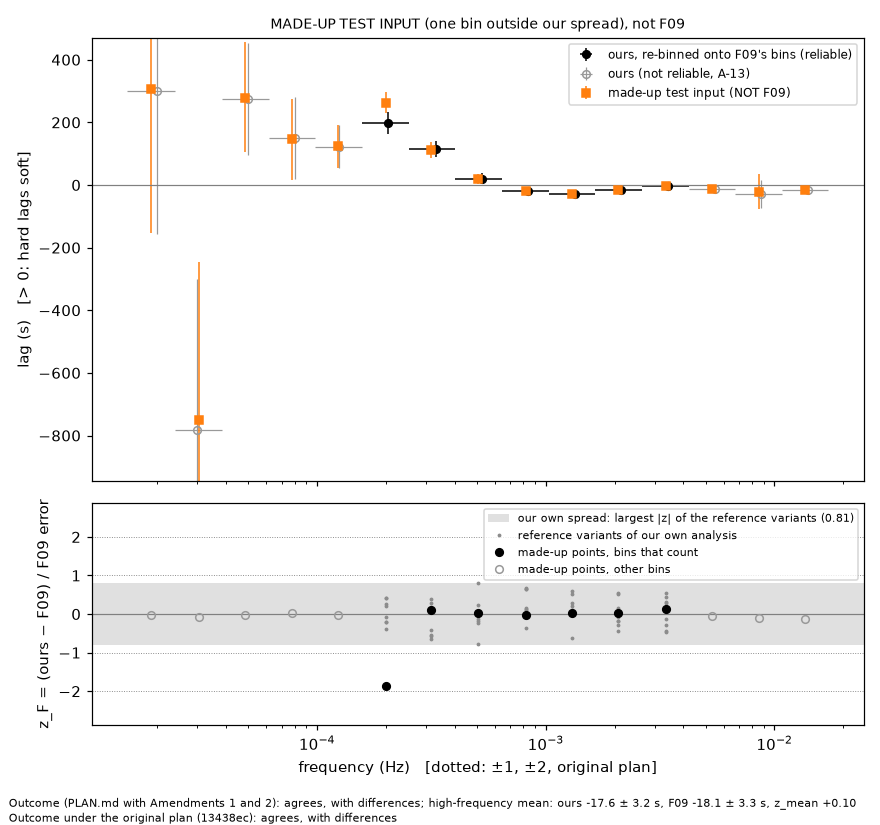 MADE-UP TEST INPUT (one bin outside our spread), not F09
400
200
0
−200
−400
−600
−800
lag (s)   [> 0: hard lags soft]
ours, re-binned onto F09's bins (reliable)
ours (not reliable, A-13)
made-up test input (NOT F09)
2
1
0
−1
−2
z_F = (ours − F09) / F09 error
our own spread: largest |z| of the reference variants (0.81)
reference variants of our own analysis
made-up points, bins that count
made-up points, other bins
10⁻⁴
10⁻³
10⁻²
frequency (Hz)   [dotted: ±1, ±2, original plan]
Outcome (PLAN.md with Amendments 1 and 2): agrees, with differences; high-frequency mean: ours -17.6 ± 3.2 s, F09 -18.1 ± 3.3 s, z_mean +0.10
Outcome under the original plan (13438ec): agrees, with differences